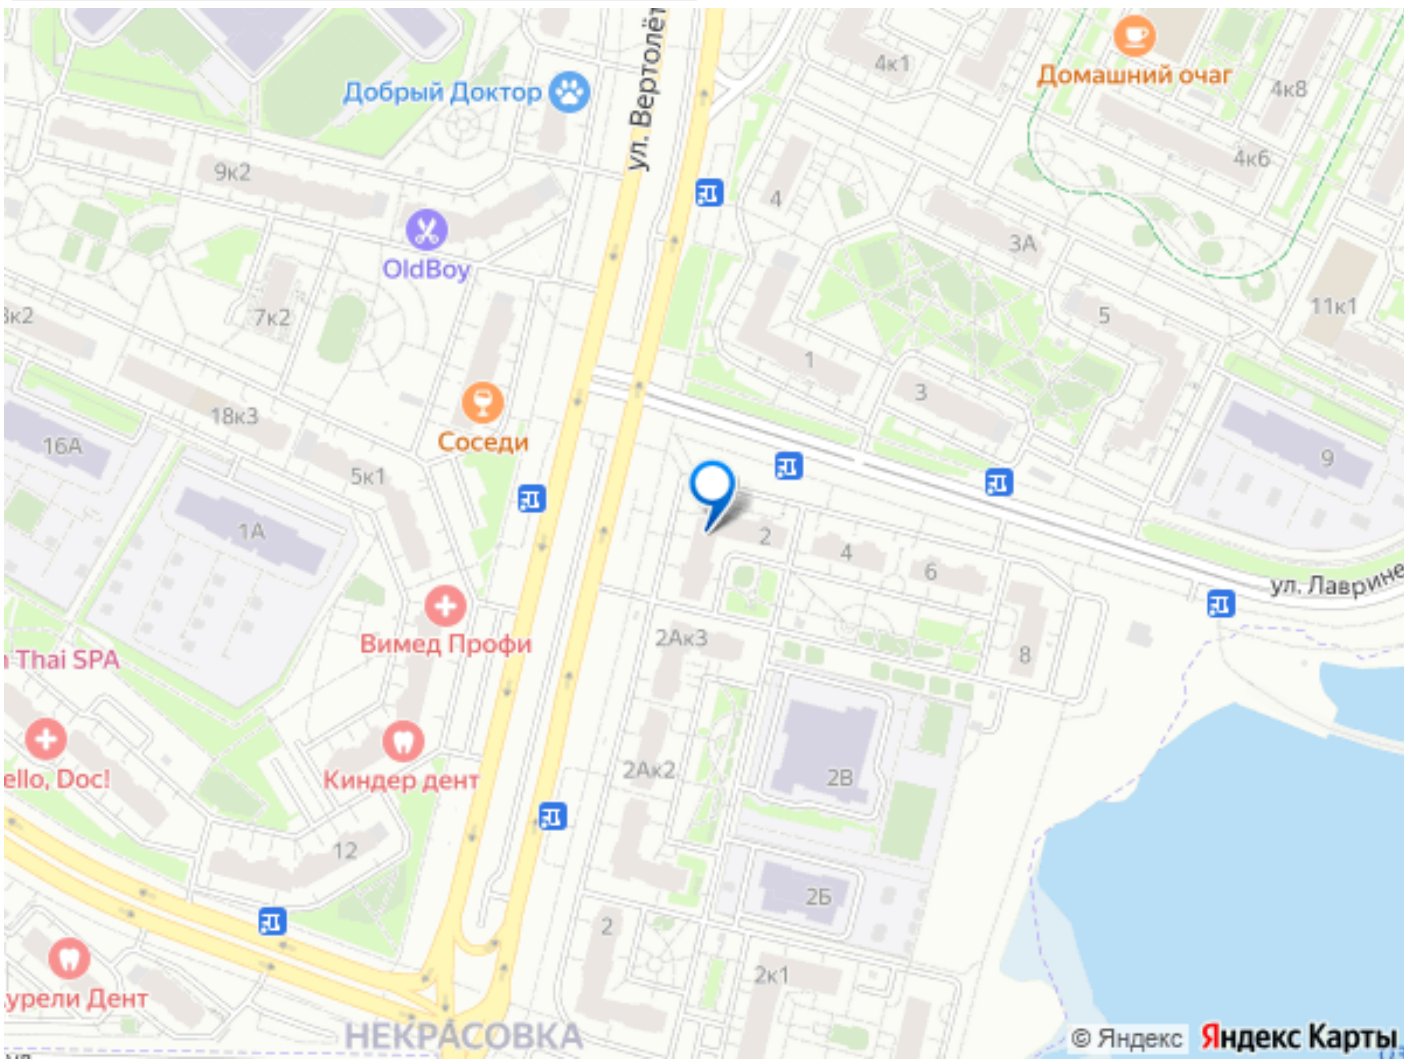 4к1
Домашний очаг
4к8
Добрый Доктор
ул. Вертолёт
4к6
9к2
4
3А
OldBoy
11к1
7к2
5
к2
1
3
18к3
Соседи
16А
9
5к1
1А
2
4
6
ул. Лаврине
Вимед Профи
2Ак3
8
Thai SPA
ello, Doc!
Киндер дент
2Ак2
2В
12
2Б
2
2к1
урели Дент
НЕКРАСОВКА
© Яндекс Яндекс Карты